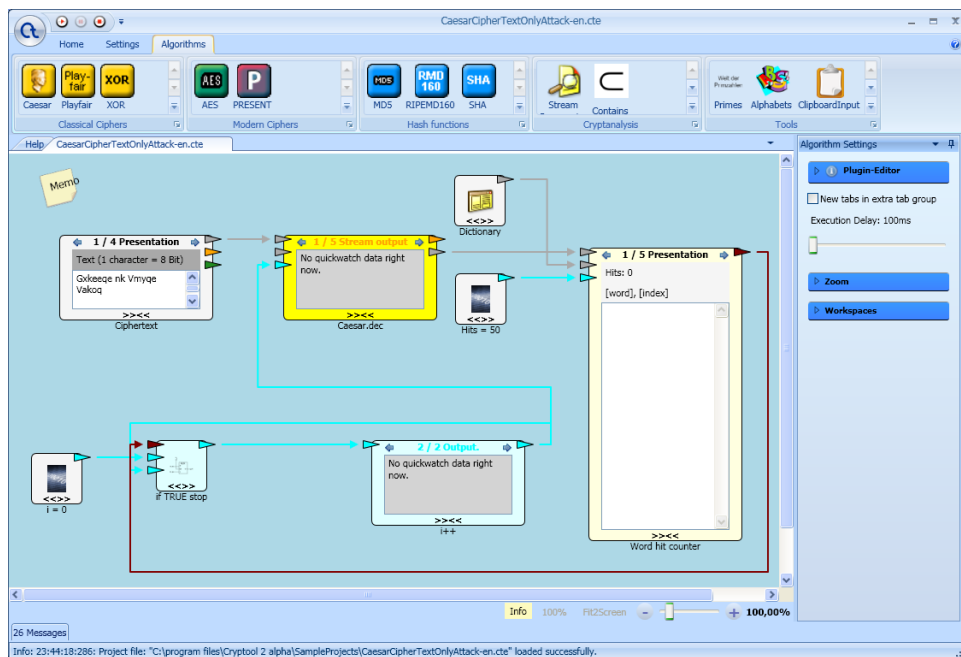 CaesarCipherTextOnlyAttack-en.cte
Home Settings Algorithms
Play-fair XOR AES P MD5 RMD 160 SHA
Caesar Playfair XOR AES PRESENT MD5 RIPEMD160 SHA Stream Contains Primes Alphabets ClipboardInput
Classical Ciphers Modern Ciphers Hash functions Cryptanalysis Tools
Help CaesarCipherTextOnlyAttack-en.cte
Algorithm Settings
Plugin-Editor
New tabs in extra tab group
Execution Delay: 100ms
Zoom
Workspaces
Memo
<<>>
Dictionary
1 / 4 Presentation
Text (1 character = 8 Bit)
Gxkeeqe nk Vmyqe
Vakoq
>><<
Ciphertext
1 / 5 Stream output
No quickwatch data right
now.
>><<
Caesar.dec
<<>>
Hits = 50
1 / 5 Presentation
Hits: 0
[word], [index]
>><<
Word hit counter
<<>>
i = 0
<<>>
if TRUE stop
2 / 2 Output.
No quickwatch data right
now.
>><<
i++
Info 100% Fit2Screen - + 100,00%
26 Messages
Info: 23:44:18:286: Project file: "C:\program files\Cryptool 2 alpha\SampleProjects\CaesarCipherTextOnlyAttack-en.cte" loaded successfully.